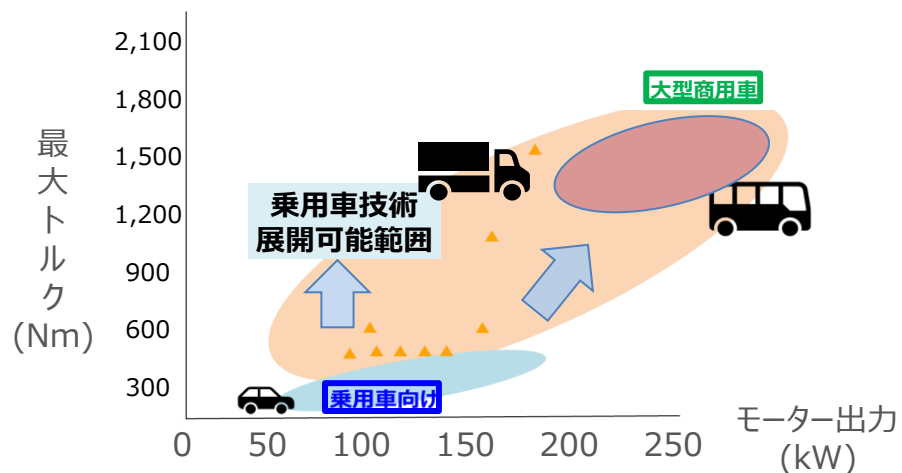 2,100
1,800
1,500
1,200
900
600
300
最大トルク
(Nm)
大型商用車
乗用車技術
展開可能範囲
乗用車向け
0 50 100 150 200 250
モーター出力
(kW)